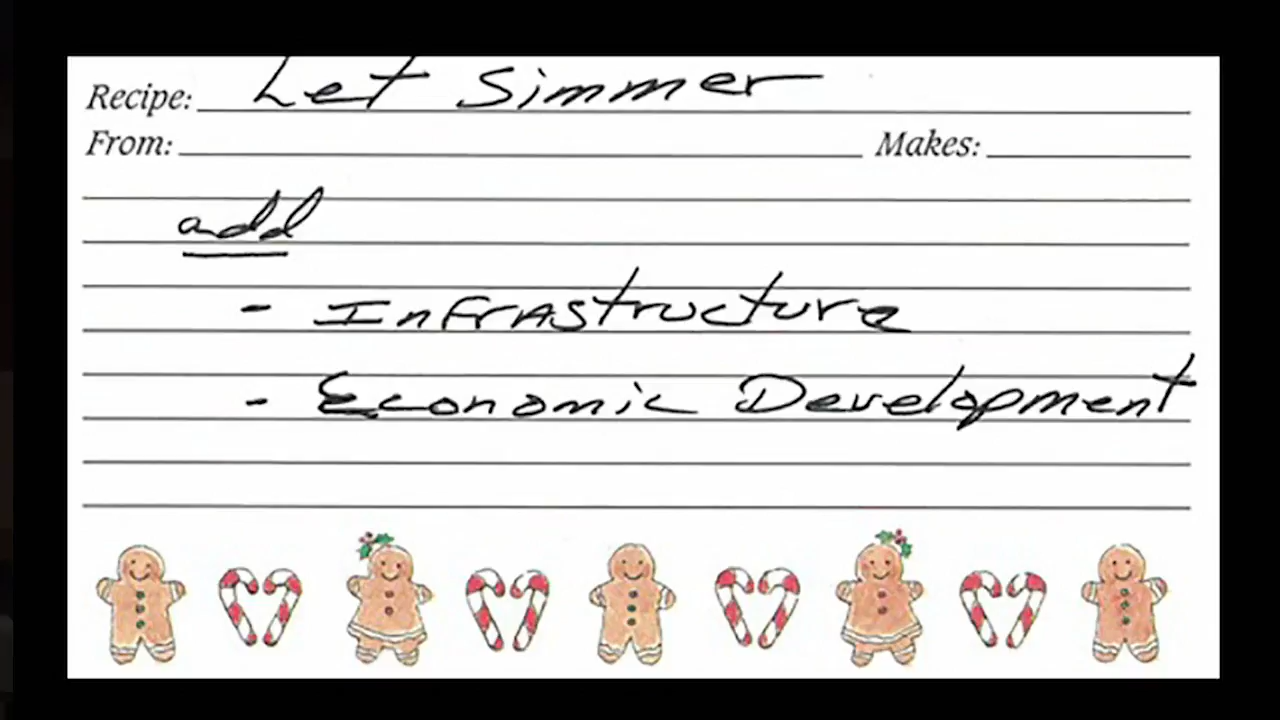 Recipe: Let Simmer
From: Makes:
add
- Infrastructure
- Economic Development